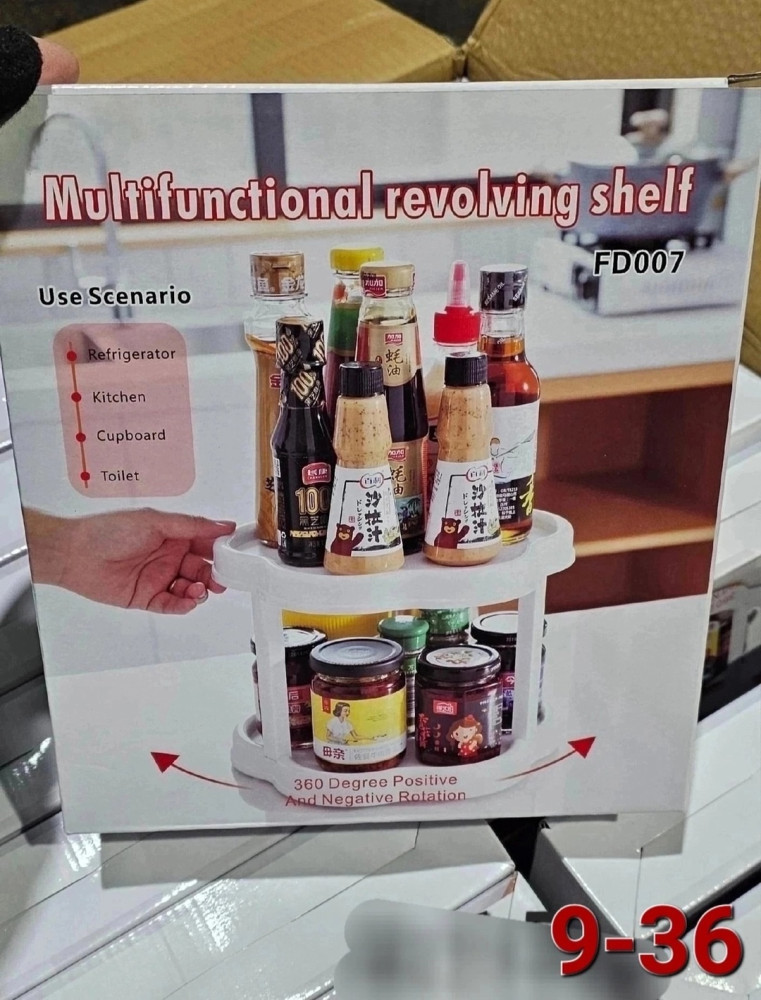 Multifunctional revolving shelf
FD007
Use Scenario
Refrigerator
Kitchen
Cupboard
Toilet
蚝
油
100
沙拉汁
沙拉汁
360 Degree Positive
And Negative Rotation
9-36